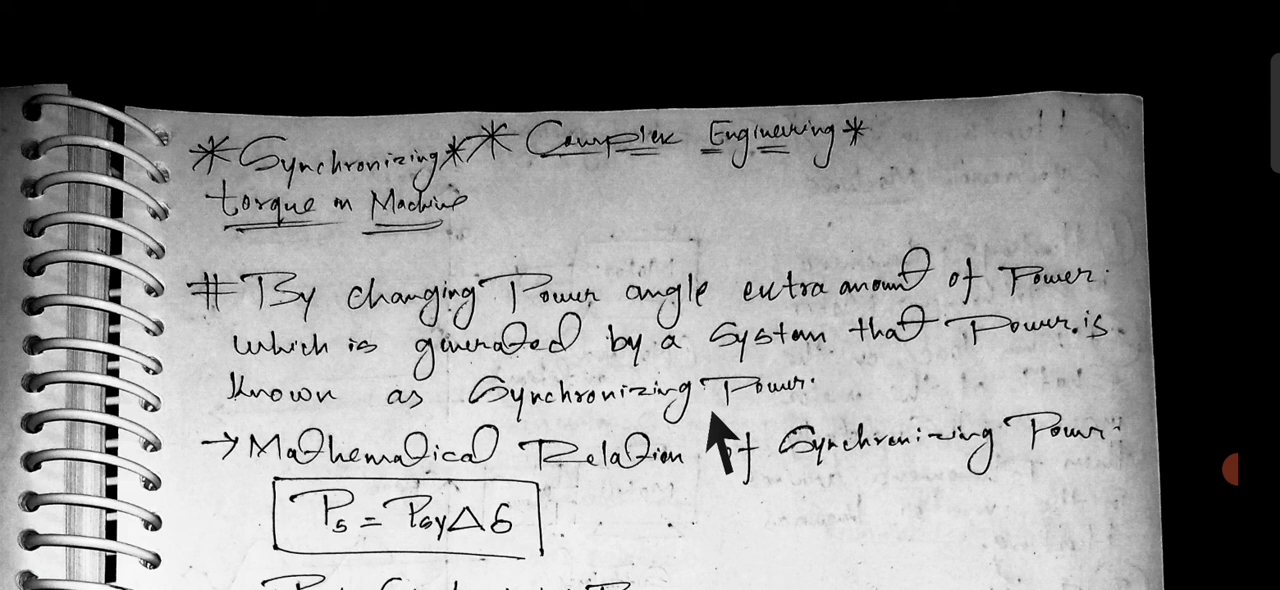 *Synchronizing* * Complex Engineering *
torque in Machine
# By changing Power angle extra amount of Power
which is generated by a System that Power is
known as Synchronizing Power.
→ Mathematical Relation of Synchronizing Power:
Ps = Psy Δδ